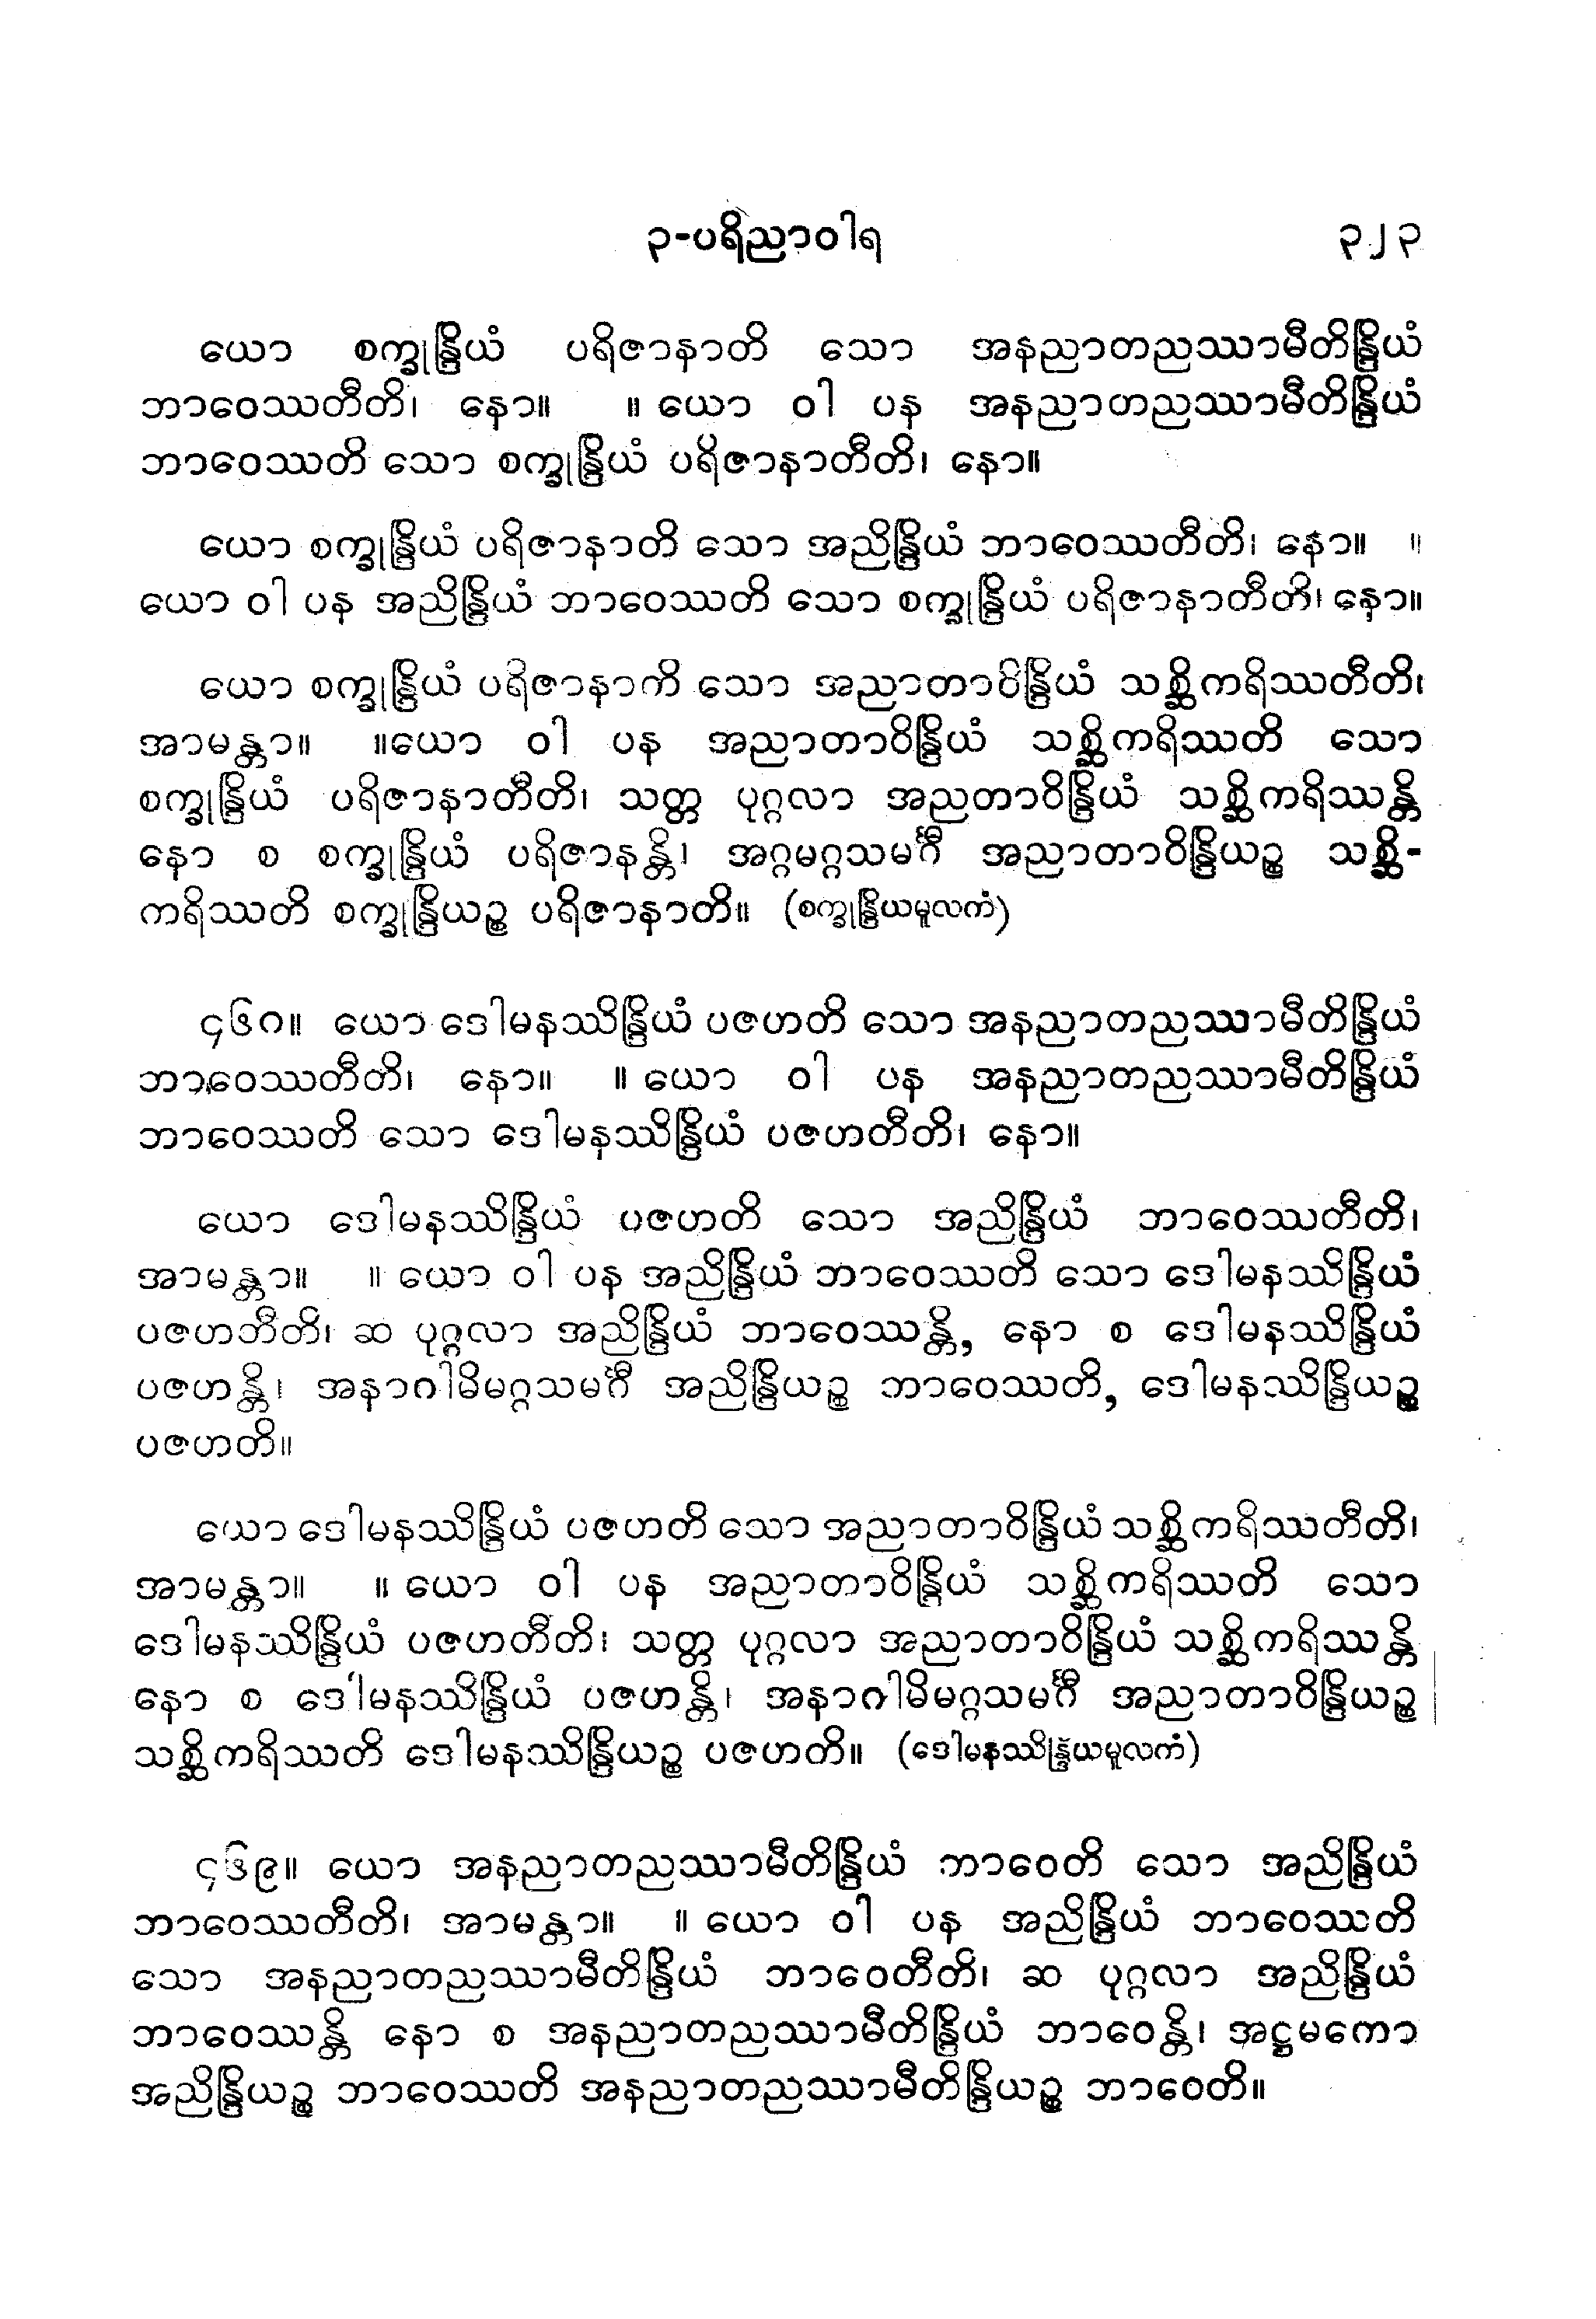 ၃-ပရိညာဝါရ ၃၂၃
ယော စက္ခုန္ဒြိယံ ပရိဇာနာတိ သော အနညာတညဿာမီတိန္ဒြိယံ
ဘာဝေဿတီတိ၊ နော။ ။ ယော ဝါ ပန အနညာတညဿာမီတိန္ဒြိယံ
ဘာဝေဿတိ သော စက္ခုန္ဒြိယံ ပရိဇာနာတီတိ၊ နော။
ယော စက္ခုန္ဒြိယံ ပရိဇာနာတိ သော အညိန္ဒြိယံ ဘာဝေဿတီတိ၊ နော။ ။
ယော ဝါ ပန အညိန္ဒြိယံ ဘာဝေဿတိ သော စက္ခုန္ဒြိယံ ပရိဇာနာတီတိ၊ နော။
ယော စက္ခုန္ဒြိယံ ပရိဇာနာတိ သော အညာတာဝိန္ဒြိယံ သစ္ဆိကရိဿတီတိ၊
အာမန္တာ။ ။ယော ဝါ ပန အညာတာဝိန္ဒြိယံ သစ္ဆိကရိဿတိ သော
စက္ခုန္ဒြိယံ ပရိဇာနာတီတိ၊ သတ္တ ပုဂ္ဂလာ အညတာဝိန္ဒြိယံ သစ္ဆိကရိဿန္တိ
နော စ စက္ခုန္ဒြိယံ ပရိဇာနန္တိ၊ အဂ္ဂမဂ္ဂသမင်္ဂီ အညာတာဝိန္ဒြိယဉ္စ သစ္ဆိ-
ကရိဿတိ စက္ခုန္ဒြိယဉ္စ ပရိဇာနာတိ။ (စက္ခုန္ဒြိယမူလကံ)
၄၆၈။ ယော ဒေါမနဿိန္ဒြိယံ ပဇဟတိ သော အနညာတညဿာမီတိန္ဒြိယံ
ဘာဝေဿတီတိ၊ နော။ ။ ယော ဝါ ပန အနညာတညဿာမီတိန္ဒြိယံ
ဘာဝေဿတိ သော ဒေါမနဿိန္ဒြိယံ ပဇဟတီတိ၊ နော။
ယော ဒေါမနဿိန္ဒြိယံ ပဇဟတိ သော အညိန္ဒြိယံ ဘာဝေဿတီတိ၊
အာမန္တာ။ ။ ယော ဝါ ပန အညိန္ဒြိယံ ဘာဝေဿတိ သော ဒေါမနဿိန္ဒြိယံ
ပဇဟတီတိ၊ ဆ ပုဂ္ဂလာ အညိန္ဒြိယံ ဘာဝေဿန္တိ, နော စ ဒေါမနဿိန္ဒြိယံ
ပဇဟန္တိ၊ အနာဂါမိမဂ္ဂသမင်္ဂီ အညိန္ဒြိယဉ္စ ဘာဝေဿတိ, ဒေါမနဿိန္ဒြိယဉ္စ
ပဇဟတိ။
ယော ဒေါမနဿိန္ဒြိယံ ပဇဟတိ သော အညာတာဝိန္ဒြိယံ သစ္ဆိကရိဿတီတိ၊
အာမန္တာ။ ။ ယော ဝါ ပန အညာတာဝိန္ဒြိယံ သစ္ဆိကရိဿတိ သော
ဒေါမနဿိန္ဒြိယံ ပဇဟတီတိ၊ သတ္တ ပုဂ္ဂလာ အညာတာဝိန္ဒြိယံ သစ္ဆိကရိဿန္တိ
နော စ ဒေါမနဿိန္ဒြိယံ ပဇဟန္တိ၊ အနာဂါမိမဂ္ဂသမင်္ဂီ အညာတာဝိန္ဒြိယဉ္စ
သစ္ဆိကရိဿတိ ဒေါမနဿိန္ဒြိယဉ္စ ပဇဟတိ။ (ဒေါမနဿိန္ဒြိယမူလကံ)
၄၆၉။ ယော အနညာတညဿာမီတိန္ဒြိယံ ဘာဝေတိ သော အညိန္ဒြိယံ
ဘာဝေဿတီတိ၊ အာမန္တာ။ ။ ယော ဝါ ပန အညိန္ဒြိယံ ဘာဝေဿတိ
သော အနညာတညဿာမီတိန္ဒြိယံ ဘာဝေတီတိ၊ ဆ ပုဂ္ဂလာ အညိန္ဒြိယံ
ဘာဝေဿန္တိ နော စ အနညာတညဿာမီတိန္ဒြိယံ ဘာဝေန္တိ၊ အဋ္ဌမကော
အညိန္ဒြိယဉ္စ ဘာဝေဿတိ အနညာတညဿာမီတိန္ဒြိယဉ္စ ဘာဝေတိ။